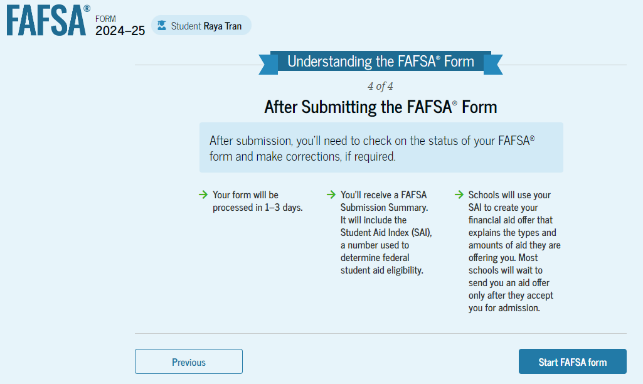 FAFSA®
FORM
2024–25
Student Raya Tran
Understanding the FAFSA® Form
4 of 4
After Submitting the FAFSA® Form
After submission, you'll need to check on the status of your FAFSA®
form and make corrections, if required.
Your form will be
processed in 1–3 days.
You'll receive a FAFSA
Submission Summary.
It will include the
Student Aid Index (SAI),
a number used to
determine federal
student aid eligibility.
Schools will use your
SAI to create your
financial aid offer that
explains the types and
amounts of aid they are
offering you. Most
schools will wait to
send you an aid offer
only after they accept
you for admission.
Previous
Start FAFSA form